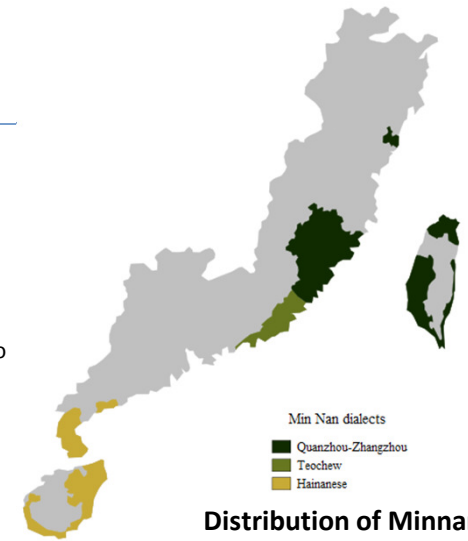 o
Min Nan dialects
Quanzhou-Zhangzhou
Teochew
Hainanese
Distribution of Minna